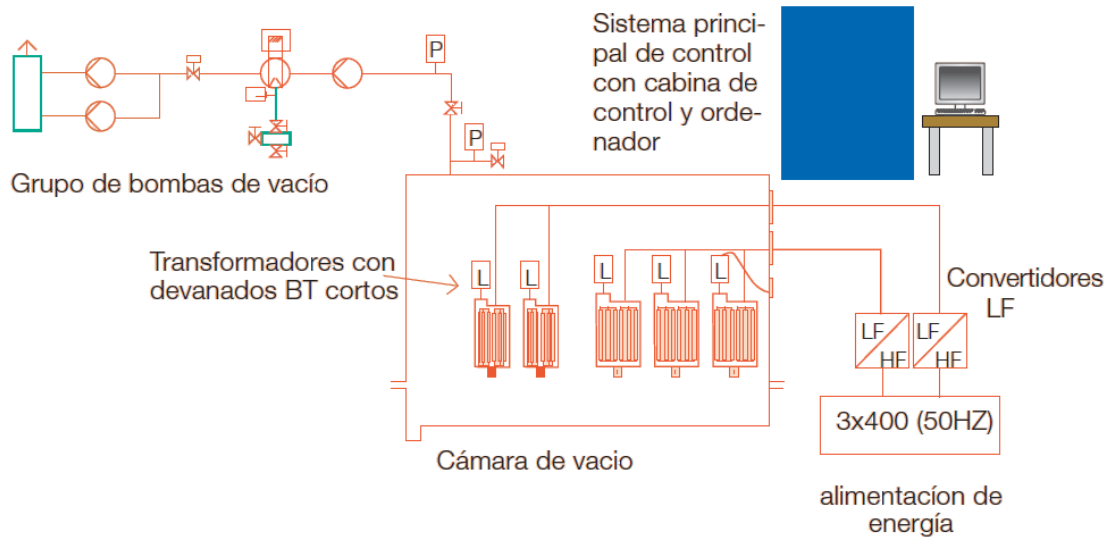 Sistema princi-
pal de control
con cabina de
control y orde-
nador
P
P
Grupo de bombas de vacío
Transformadores con
devanados BT cortos
L
L
L
L
L
Convertidores
LF
LF
HF
LF
HF
3x400 (50HZ)
Cámara de vacio
alimentacíon de
energía